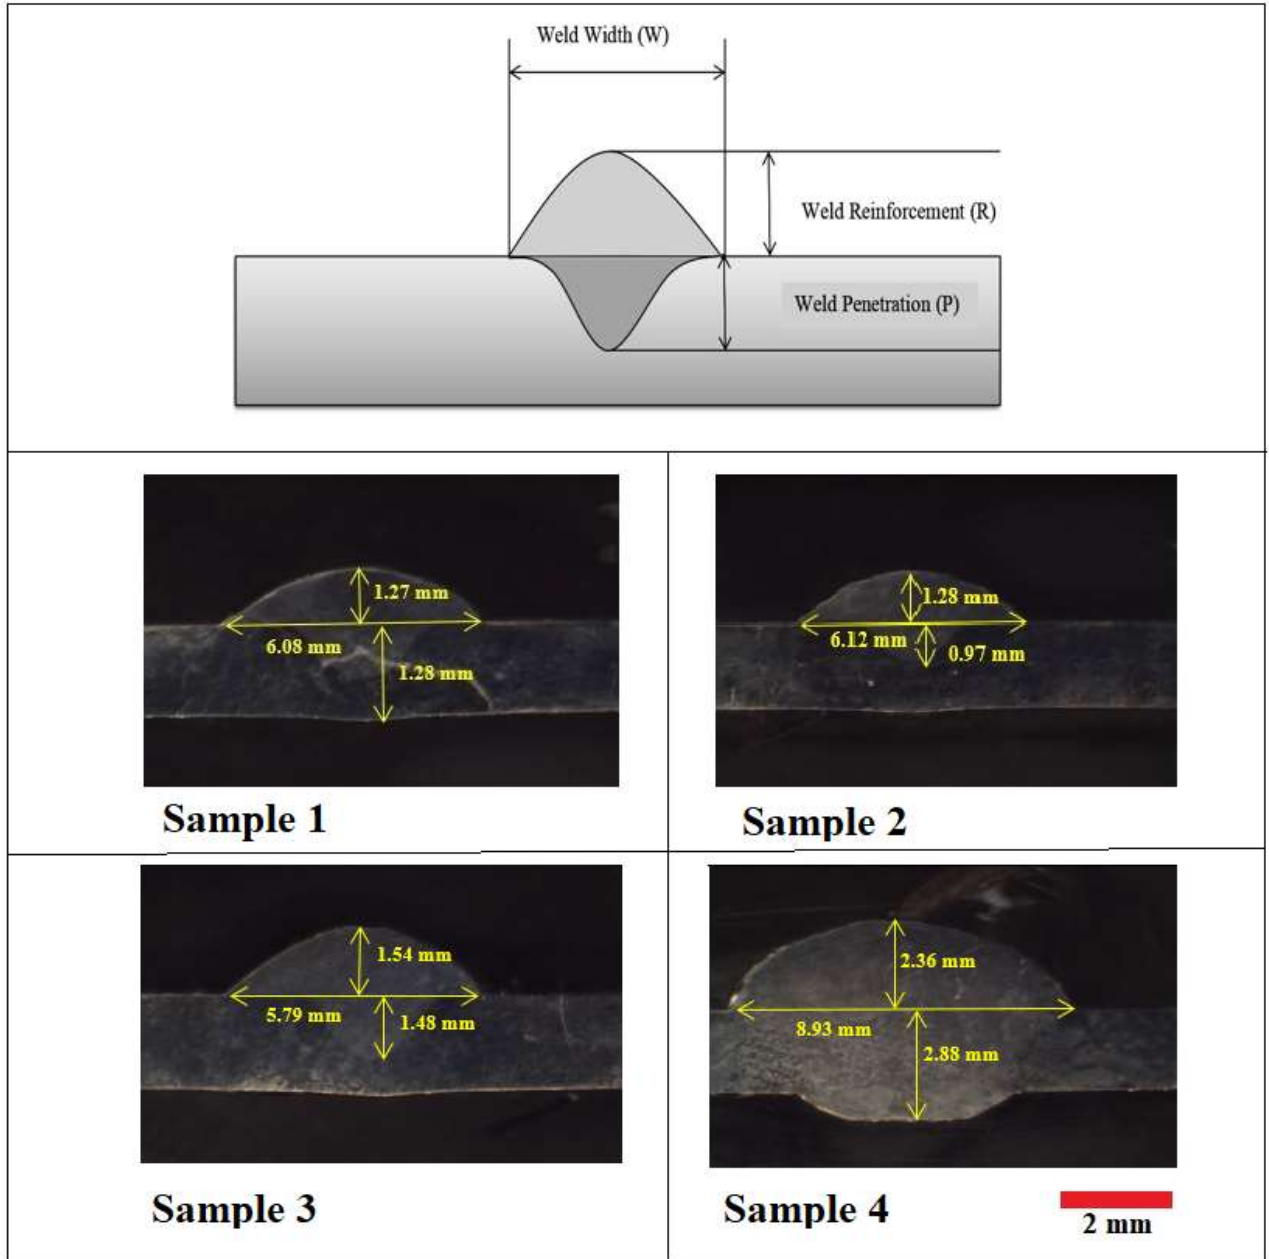 Weld Width (W)
Weld Reinforcement (R)
Weld Penetration (P)
1.27 mm
6.08 mm
1.28 mm
Sample 1
1.28 mm
6.12 mm
0.97 mm
Sample 2
1.54 mm
5.79 mm
1.48 mm
Sample 3
2.36 mm
8.93 mm
2.88 mm
Sample 4
2 mm